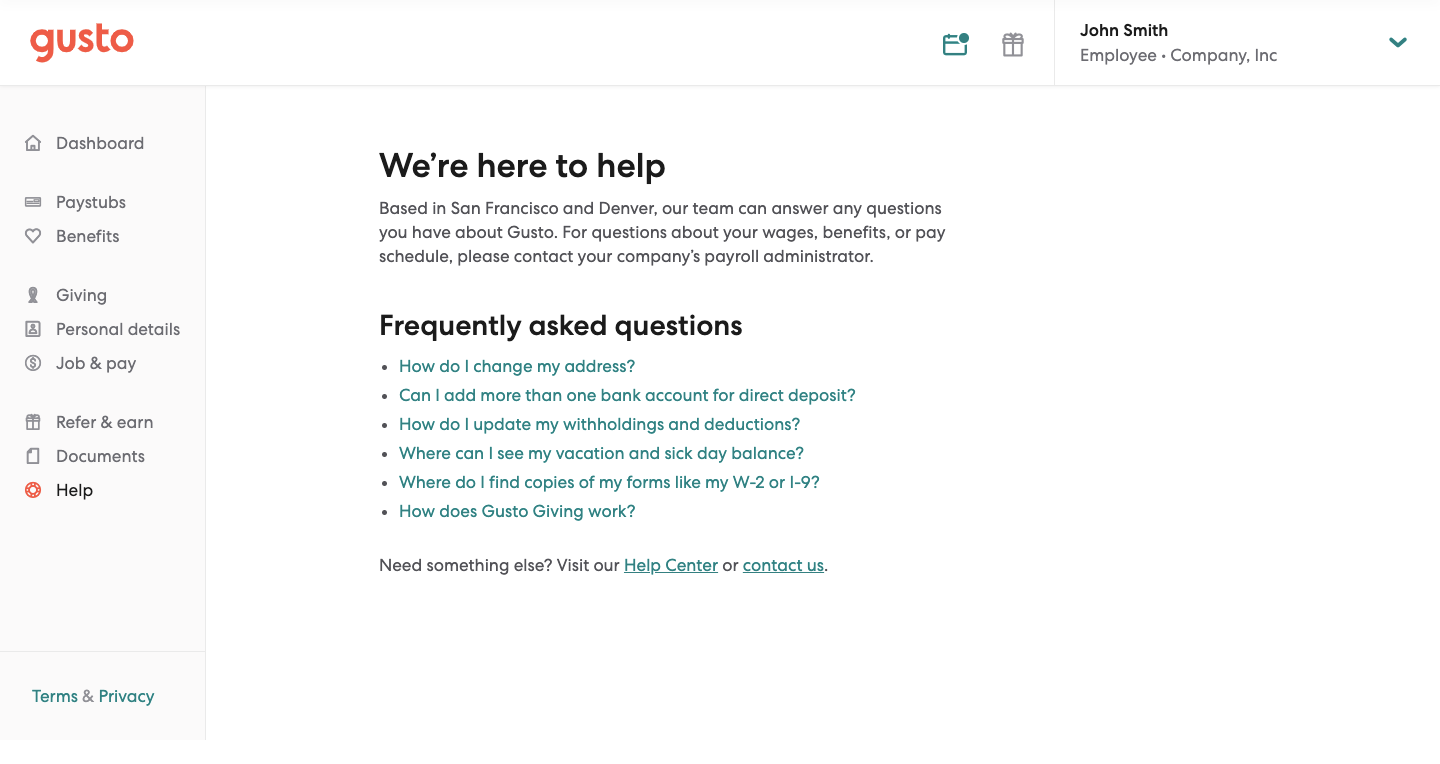 gusto
John Smith
Employee • Company, Inc
Dashboard
Paystubs
Benefits
Giving
Personal details
Job & pay
Refer & earn
Documents
Help
Terms & Privacy
We’re here to help
Based in San Francisco and Denver, our team can answer any questions
you have about Gusto. For questions about your wages, benefits, or pay
schedule, please contact your company’s payroll administrator.
Frequently asked questions
• How do I change my address?
• Can I add more than one bank account for direct deposit?
• How do I update my withholdings and deductions?
• Where can I see my vacation and sick day balance?
• Where do I find copies of my forms like my W-2 or I-9?
• How does Gusto Giving work?
Need something else? Visit our Help Center or contact us.